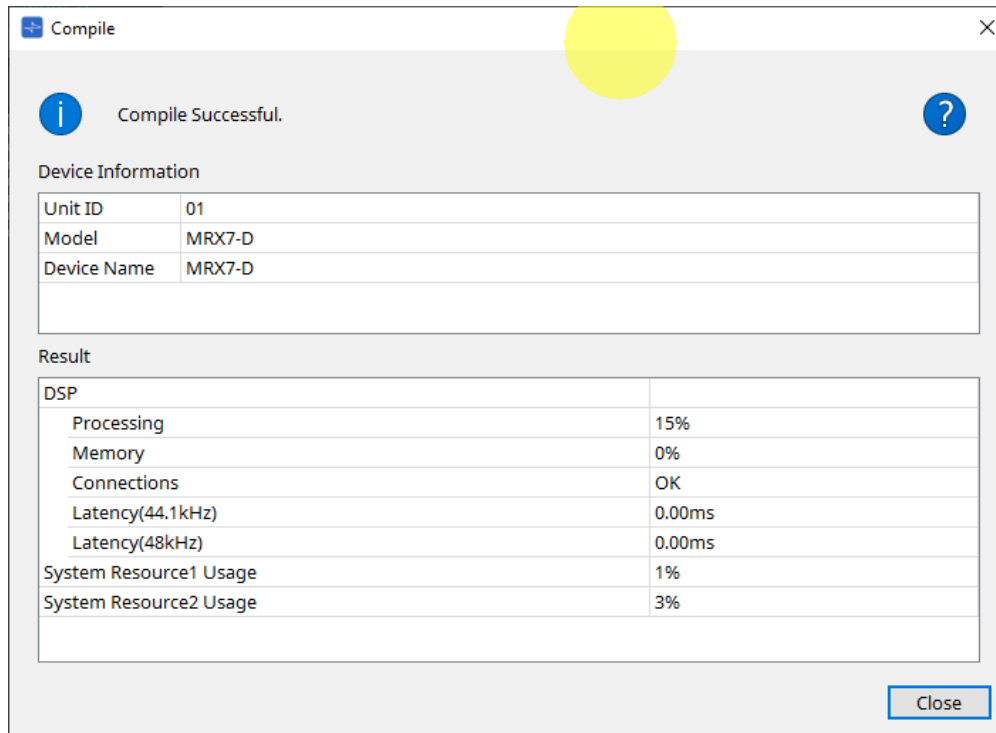 Compile
Compile Successful.
Device Information
Unit ID 01
Model MRX7-D
Device Name MRX7-D
Result
DSP
Processing 15%
Memory 0%
Connections OK
Latency(44.1kHz) 0.00ms
Latency(48kHz) 0.00ms
System Resource1 Usage 1%
System Resource2 Usage 3%
Close